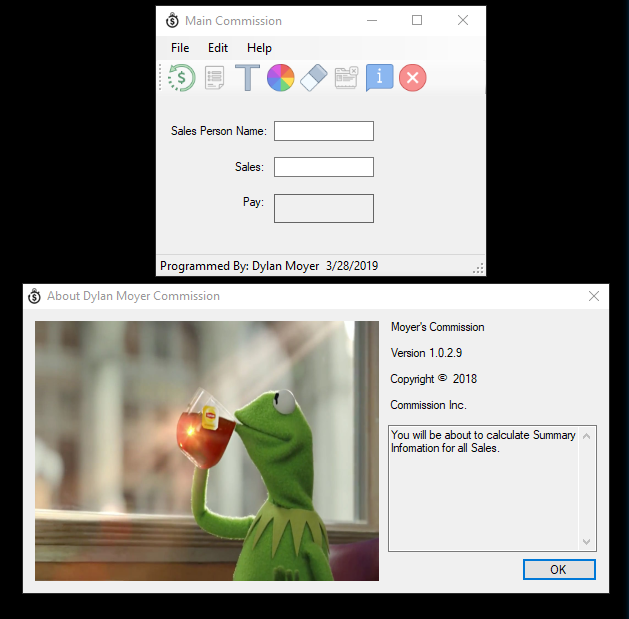 Main Commission
File Edit Help
Sales Person Name:
Sales:
Pay:
Programmed By: Dylan Moyer 3/28/2019
About Dylan Moyer Commission
Moyer's Commission
Version 1.0.2.9
Copyright © 2018
Commission Inc.
You will be about to calculate Summary
Infomation for all Sales.
OK